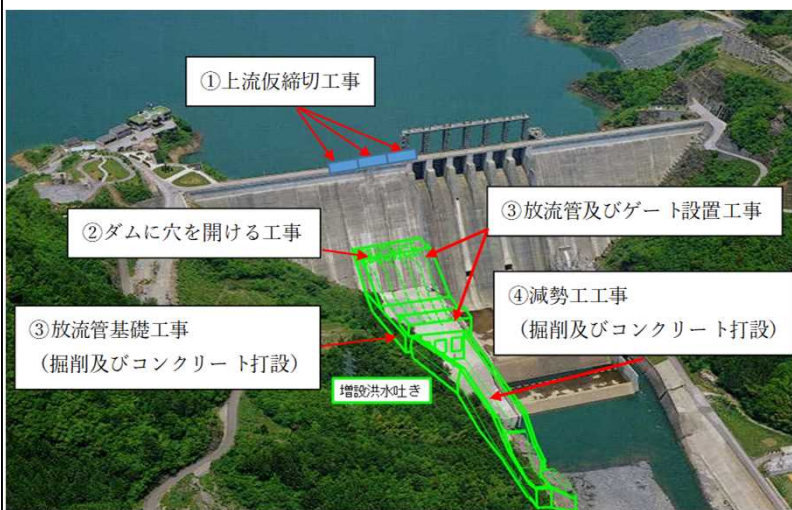 ①上流仮締切工事
②ダムに穴を開ける工事
③放流管及びゲート設置工事
③放流管基礎工事
(掘削及びコンクリート打設)
④減勢工工事
(掘削及びコンクリート打設)
増設洪水吐き